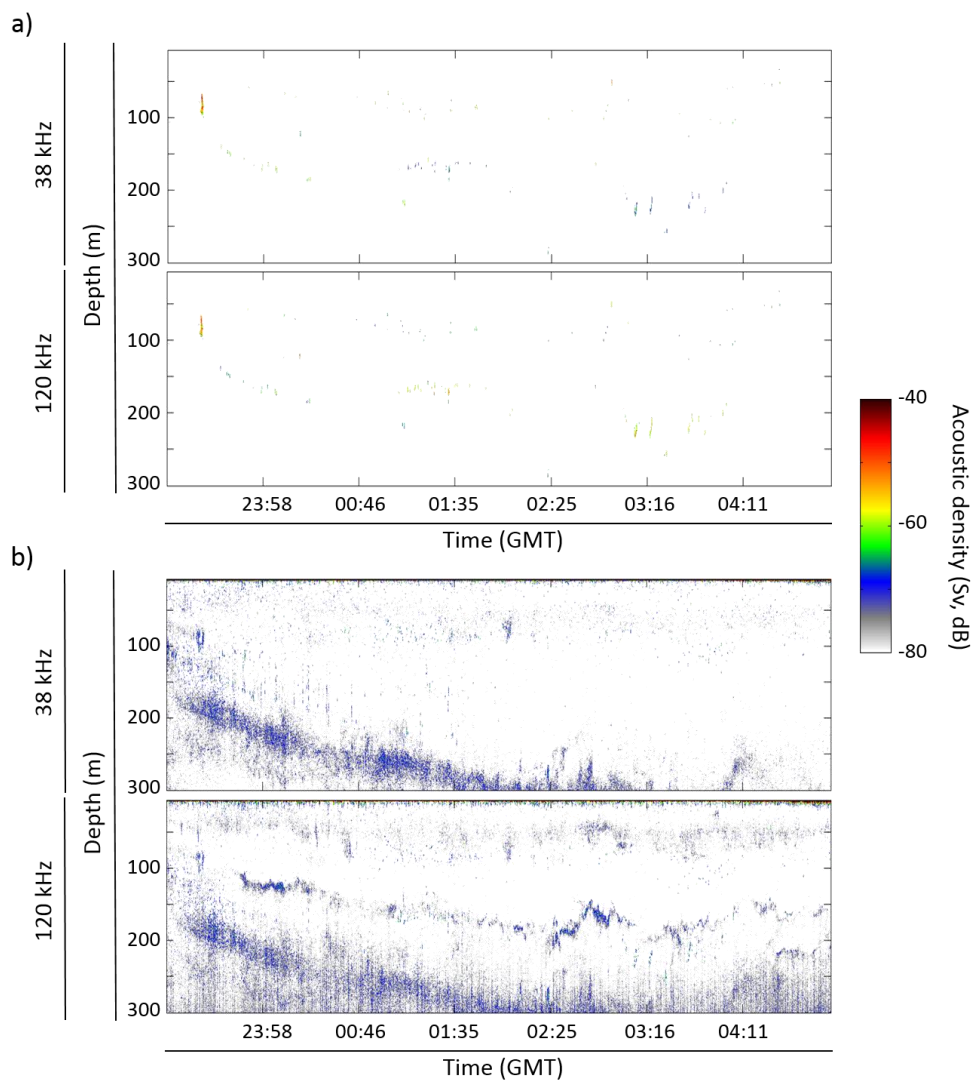 a)
38 kHz
120 kHz
Depth (m)
100
200
300
100
200
300
23:58 00:46 01:35 02:25 03:16 04:11
Time (GMT)
-40
-60
-80
Acoustic density (Sv, dB)
b)
38 kHz
120 kHz
Depth (m)
100
200
300
100
200
300
23:58 00:46 01:35 02:25 03:16 04:11
Time (GMT)